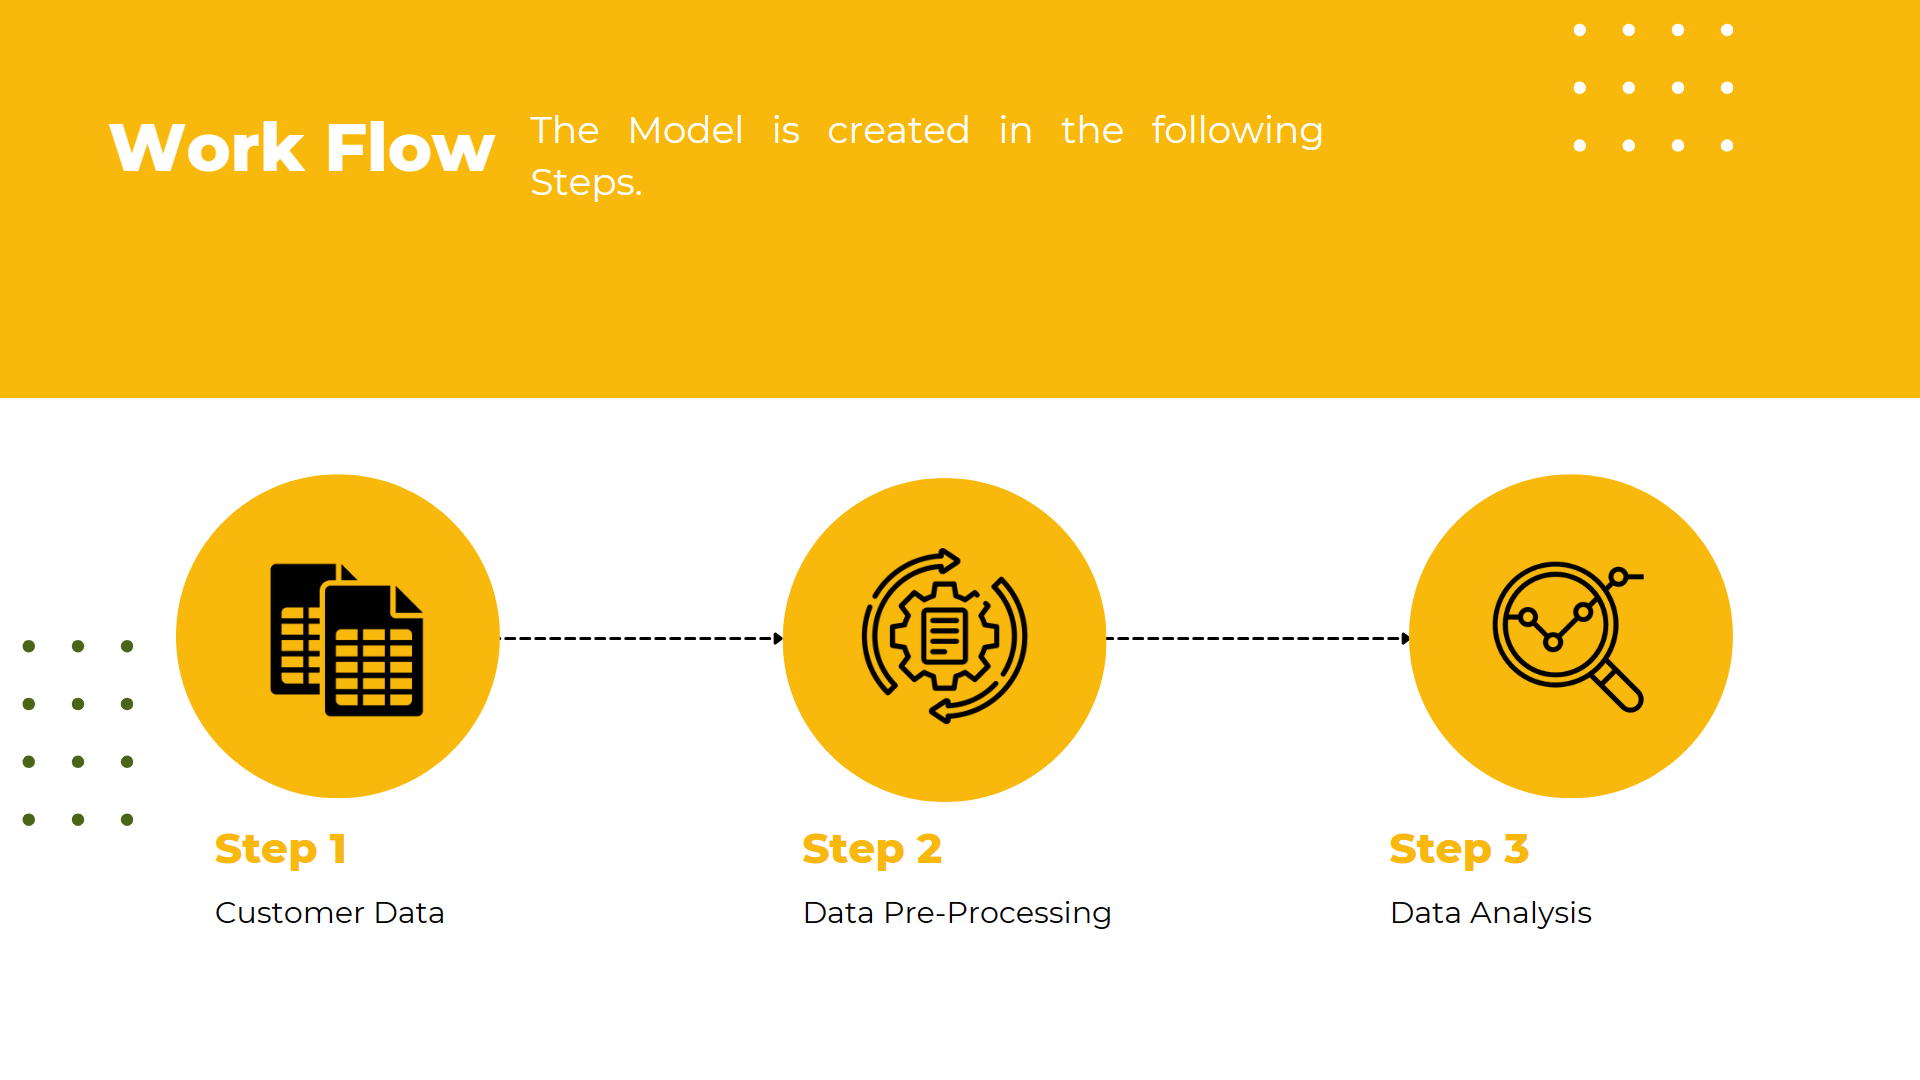 Work Flow
The Model is created in the following
Steps.
Step 1
Customer Data
Step 2
Data Pre-Processing
Step 3
Data Analysis